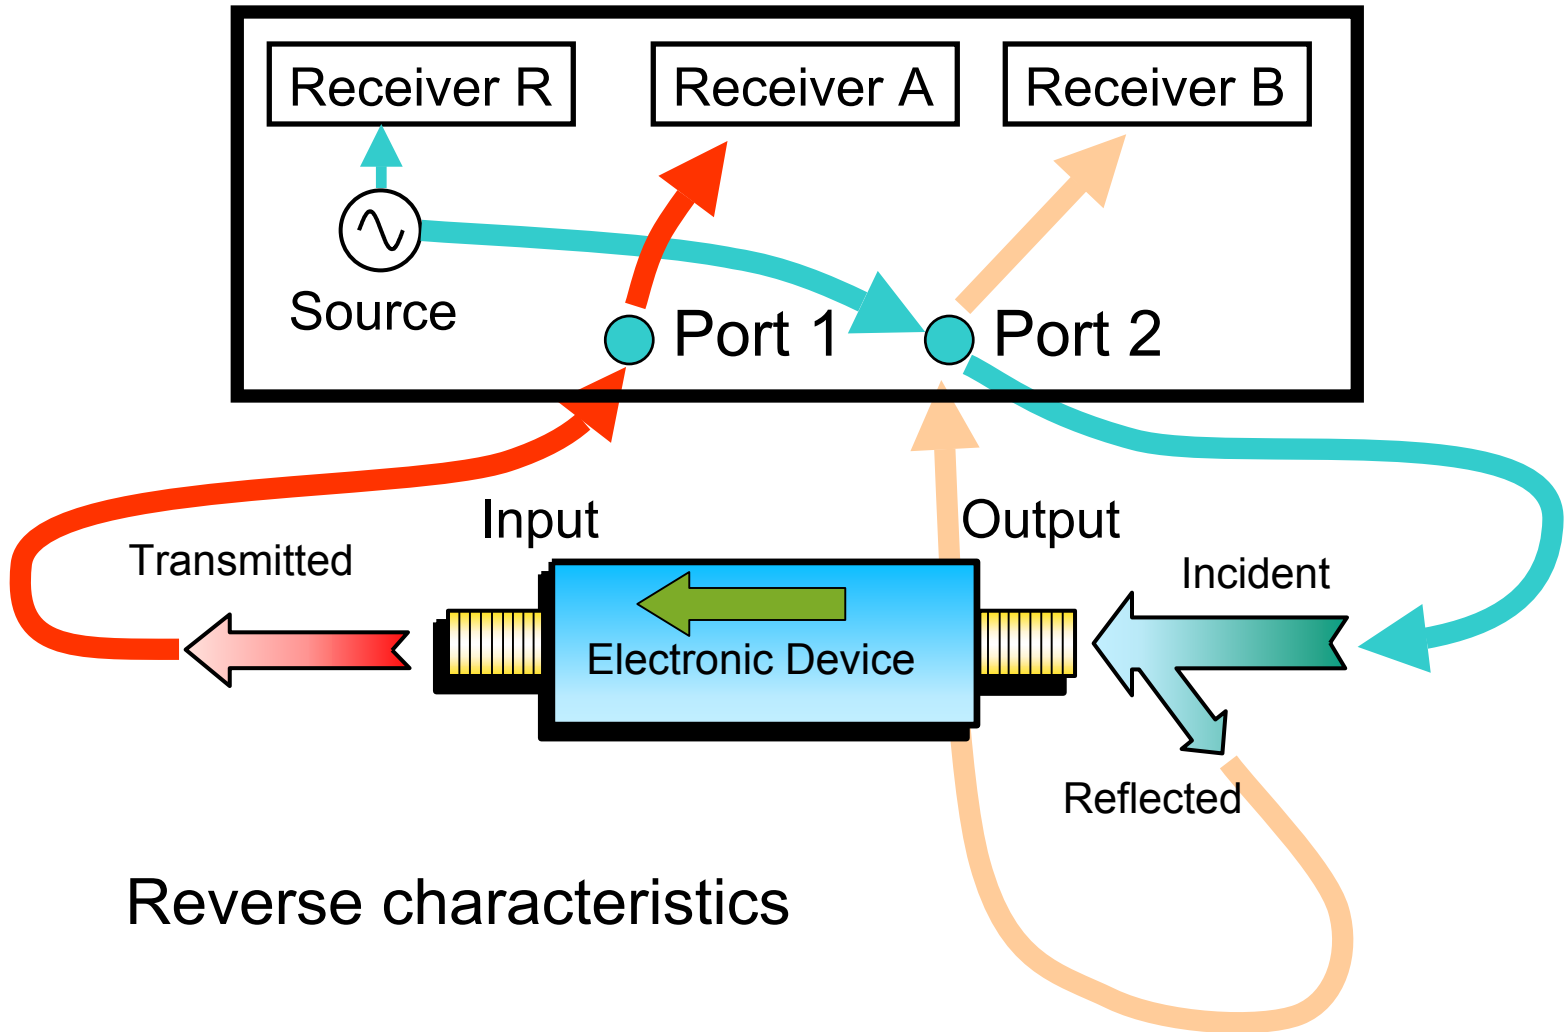 Receiver R
Receiver A
Receiver B
Source
Port 1
Port 2
Input
Output
Transmitted
Incident
Electronic Device
Reflected
Reverse characteristics